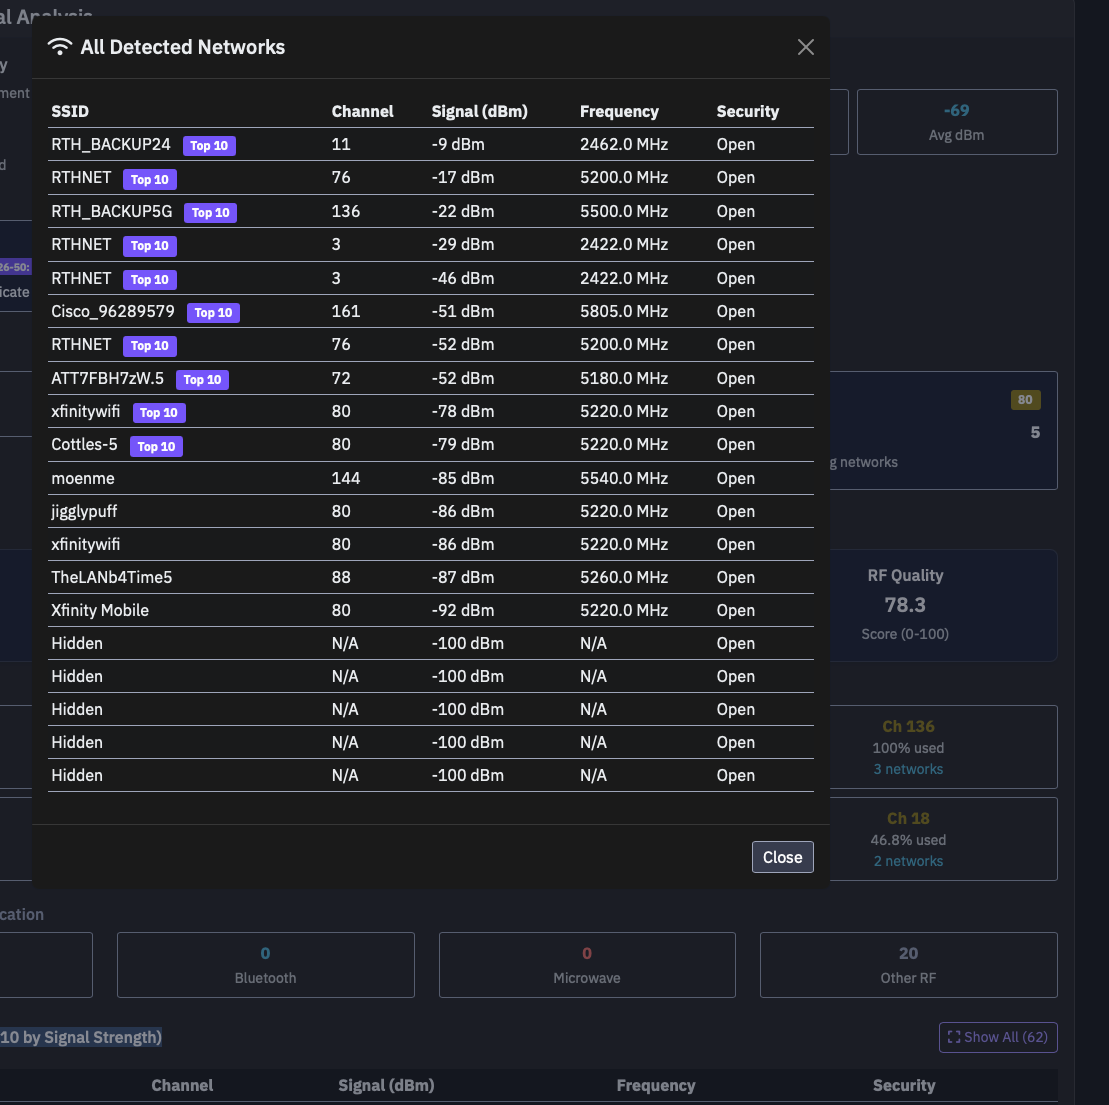 al Analysis
All Detected Networks
SSID Channel Signal (dBm) Frequency Security
RTH_BACKUP24 Top 10 11 -9 dBm 2462.0 MHz Open
RTHNET Top 10 76 -17 dBm 5200.0 MHz Open
RTH_BACKUP5G Top 10 136 -22 dBm 5500.0 MHz Open
RTHNET Top 10 3 -29 dBm 2422.0 MHz Open
RTHNET Top 10 3 -46 dBm 2422.0 MHz Open
Cisco_96289579 Top 10 161 -51 dBm 5805.0 MHz Open
RTHNET Top 10 76 -52 dBm 5200.0 MHz Open
ATT7FBH7zW.5 Top 10 72 -52 dBm 5180.0 MHz Open
xfinitywifi Top 10 80 -78 dBm 5220.0 MHz Open
Cottles-5 Top 10 80 -79 dBm 5220.0 MHz Open
moenme 144 -85 dBm 5540.0 MHz Open
jigglypuff 80 -86 dBm 5220.0 MHz Open
xfinitywifi 80 -86 dBm 5220.0 MHz Open
TheLANb4Time5 88 -87 dBm 5260.0 MHz Open
Xfinity Mobile 80 -92 dBm 5220.0 MHz Open
Hidden N/A -100 dBm N/A Open
Hidden N/A -100 dBm N/A Open
Hidden N/A -100 dBm N/A Open
Hidden N/A -100 dBm N/A Open
Hidden N/A -100 dBm N/A Open
Close
y
ment
d
26-50:
icate
-69
Avg dBm
80
5
g networks
RF Quality
78.3
Score (0-100)
Ch 136
100% used
3 networks
Ch 18
46.8% used
2 networks
cation
0
Bluetooth
0
Microwave
20
Other RF
10 by Signal Strength)
Show All (62)
Channel Signal (dBm) Frequency Security